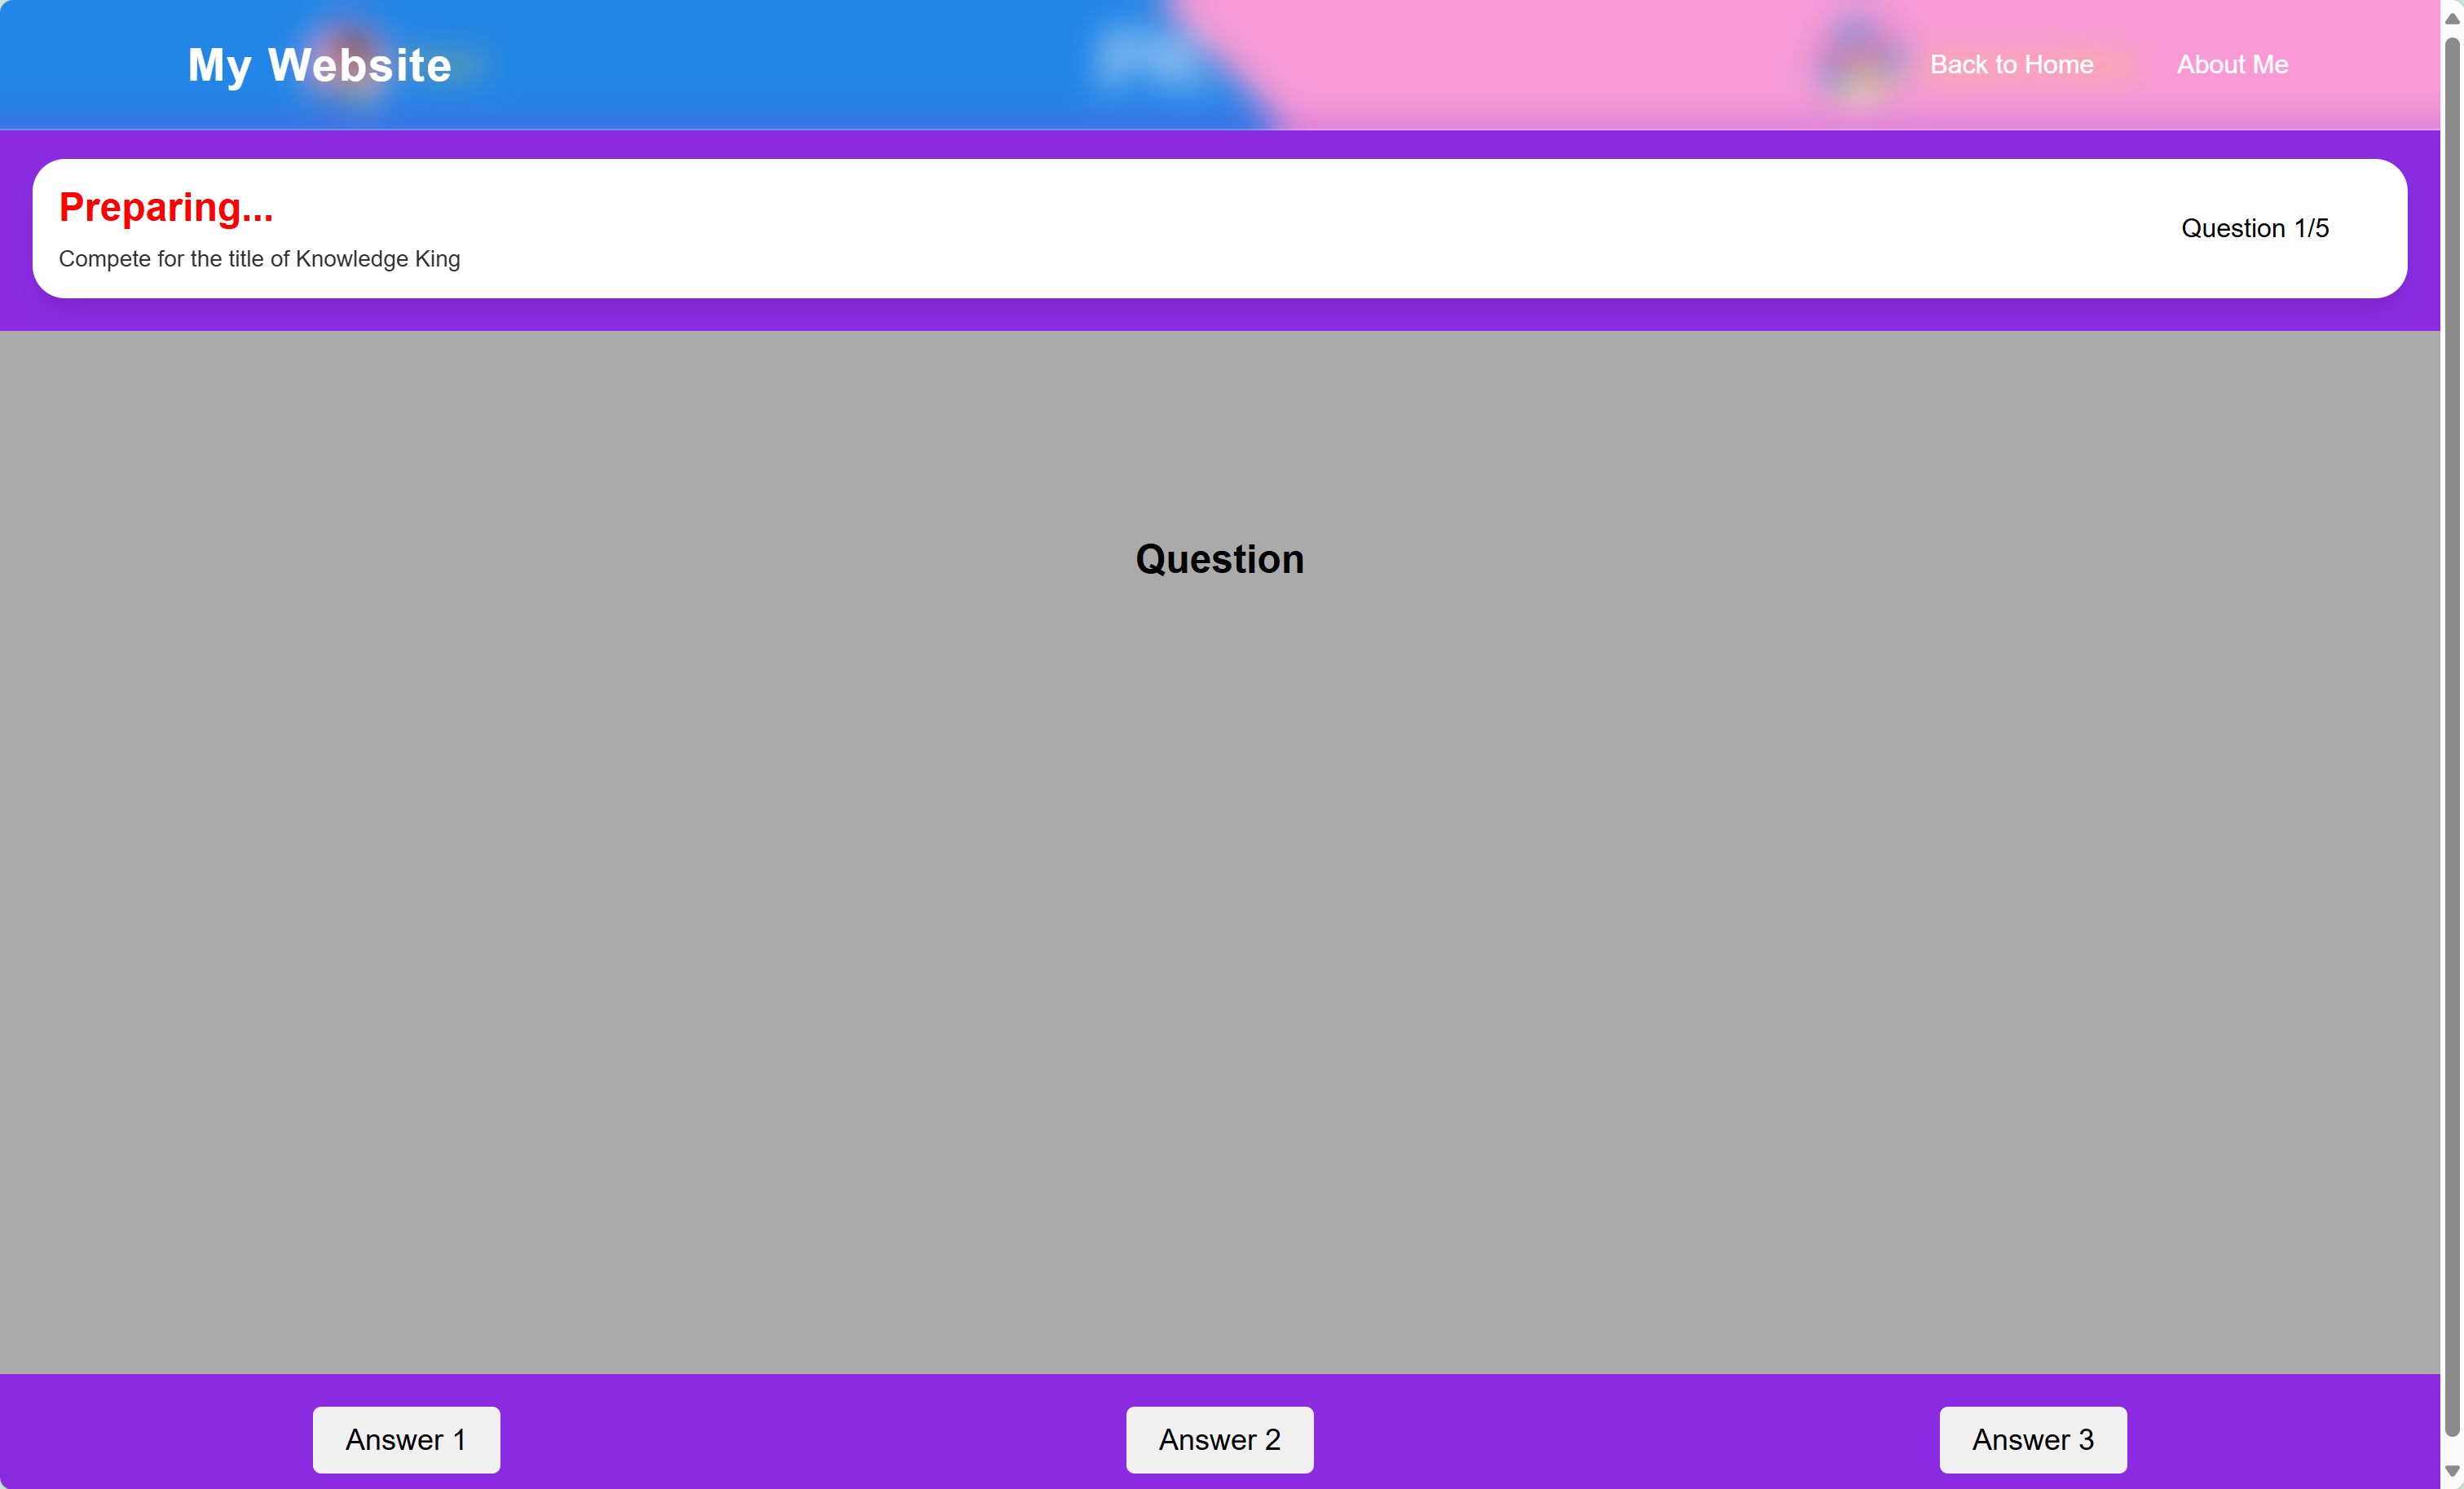 My Website
Back to Home
About Me
Preparing...
Compete for the title of Knowledge King
Question 1/5
Question
Answer 1
Answer 2
Answer 3